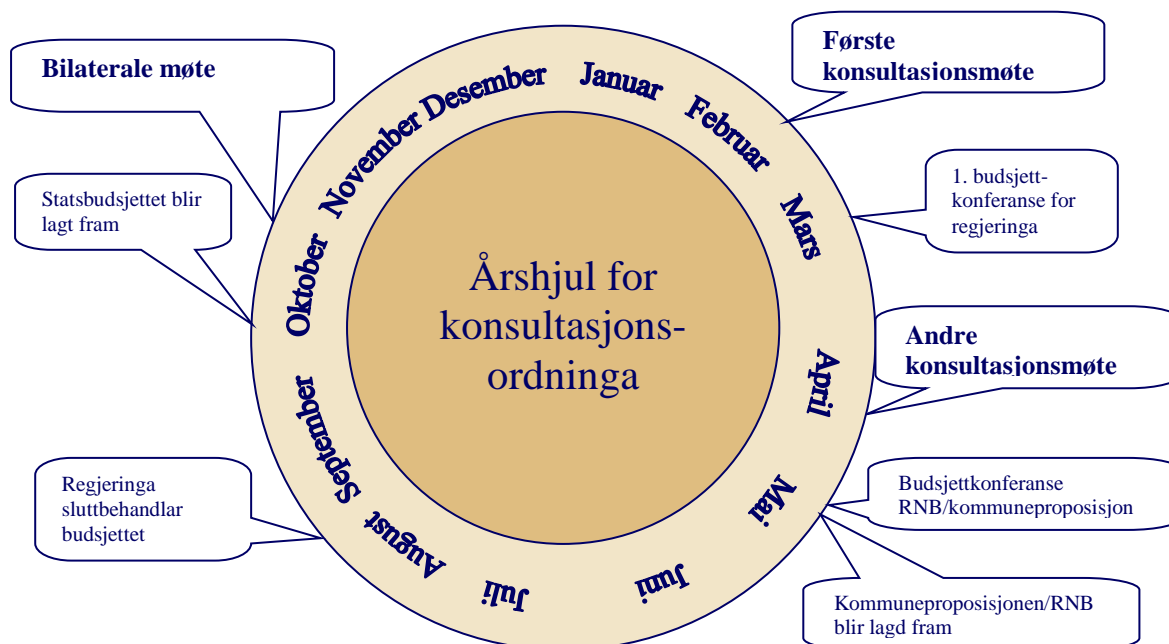 Bilaterale møte
Første
konsultasjonsmøte
Statsbudsjettet blir
lagt fram
1. budsjett-
konferanse for
regjeringa
Januar
Februar
Mars
April
Mai
Juni
Juli
August
September
Oktober
November
Desember
Årshjul for
konsultasjons-
ordninga
Andre
konsultasjonsmøte
Regjeringa
sluttbehandlar
budsjettet
Budsjettkonferanse
RNB/kommuneproposisjon
Kommuneproposisjonen/RNB
blir lagd fram